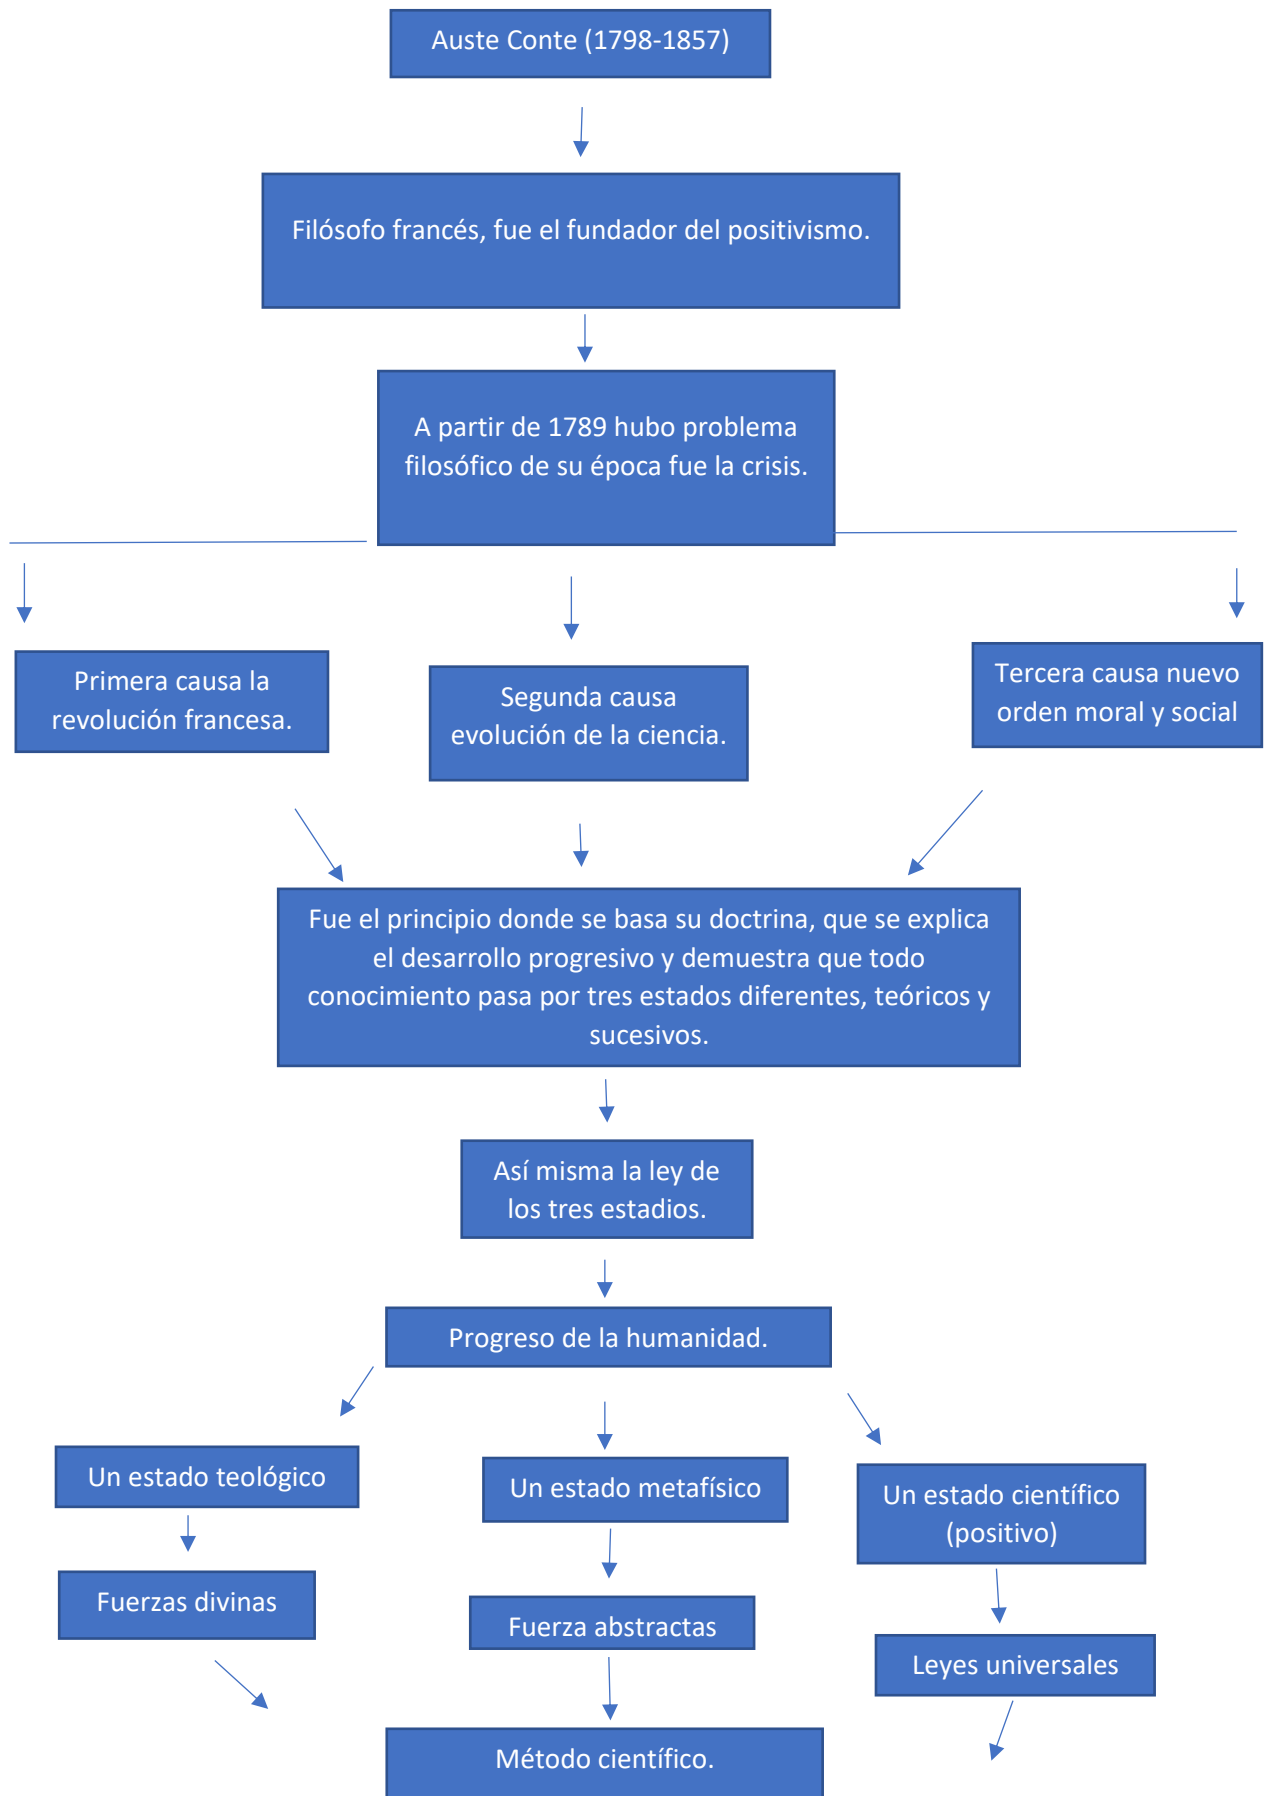 Auste Conte (1798-1857)
Filósofo francés, fue el fundador del positivismo.
A partir de 1789 hubo problema
filosófico de su época fue la crisis.
Primera causa la
revolución francesa.
Segunda causa
evolución de la ciencia.
Tercera causa nuevo
orden moral y social
Fue el principio donde se basa su doctrina, que se explica
el desarrollo progresivo y demuestra que todo
conocimiento pasa por tres estados diferentes, teóricos y
sucesivos.
Así misma la ley de
los tres estadios.
Progreso de la humanidad.
Un estado teológico
Un estado metafísico
Un estado científico
(positivo)
Fuerzas divinas
Fuerza abstractas
Leyes universales
Método científico.